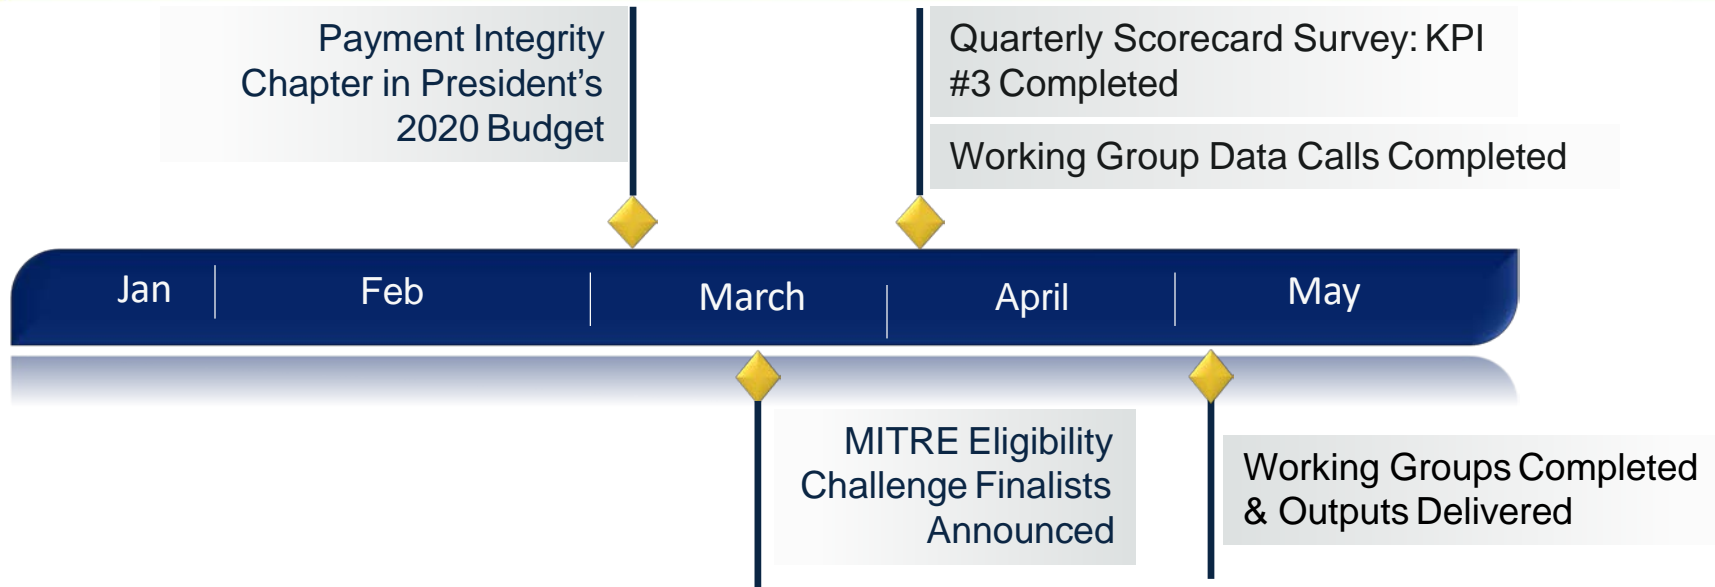 Payment Integrity
Chapter in President’s
2020 Budget
Quarterly Scorecard Survey: KPI
#3 Completed
Working Group Data Calls Completed
Jan
Feb
March
April
May
MITRE Eligibility
Challenge Finalists
Announced
Working Groups Completed
& Outputs Delivered